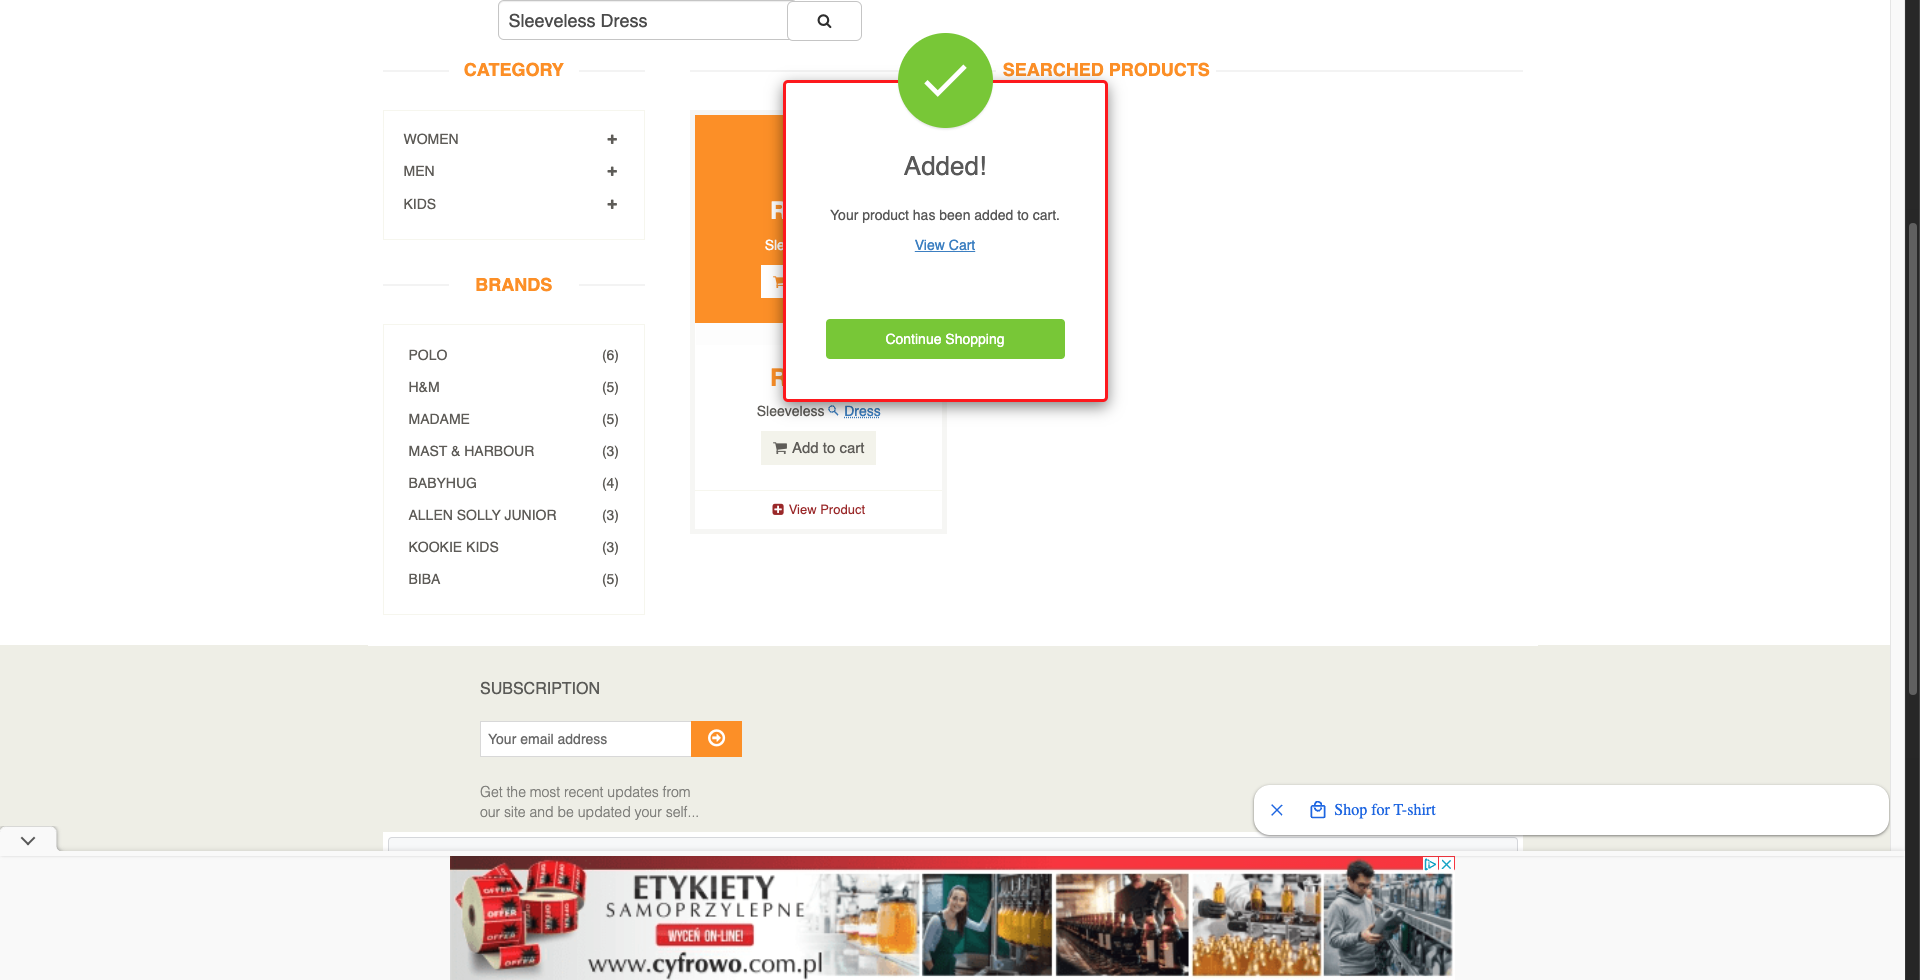 Sleeveless Dress
CATEGORY
WOMEN
MEN
KIDS
BRANDS
POLO (6)
H&M (5)
MADAME (5)
MAST & HARBOUR (3)
BABYHUG (4)
ALLEN SOLLY JUNIOR (3)
KOOKIE KIDS (3)
BIBA (5)
SEARCHED PRODUCTS
Added!
Your product has been added to cart.
View Cart
Continue Shopping
Sleeveless Dress
Add to cart
View Product
SUBSCRIPTION
Your email address
Get the most recent updates from
our site and be updated your self...
Shop for T-shirt
OFFER
OFFER
OFFER
OFFER
ETYKIETY
SAMOPRZYLEPNE
WYCEŃ ON-LINE!
www.cyfrowo.com.pl